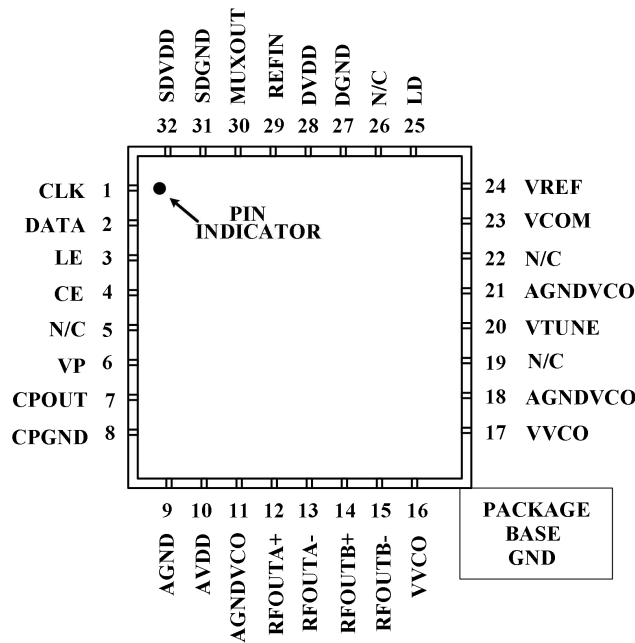 SDVDD
SDGND
MUXOUT
REFIN
DVDD
DGND
N/C
LD
32 31 30 29 28 27 26 25
CLK 1
DATA 2
LE 3
CE 4
N/C 5
VP 6
CPOUT 7
CPGND 8
PIN
INDICATOR
24 VREF
23 VCOM
22 N/C
21 AGNDVCO
20 VTUNE
19 N/C
18 AGNDVCO
17 VVCO
9 10 11 12 13 14 15 16
AGND
AVDD
AGNDVCO
RFOUTA+
RFOUTA-
RFOUTB+
RFOUTB-
VVCO
PACKAGE
BASE
GND